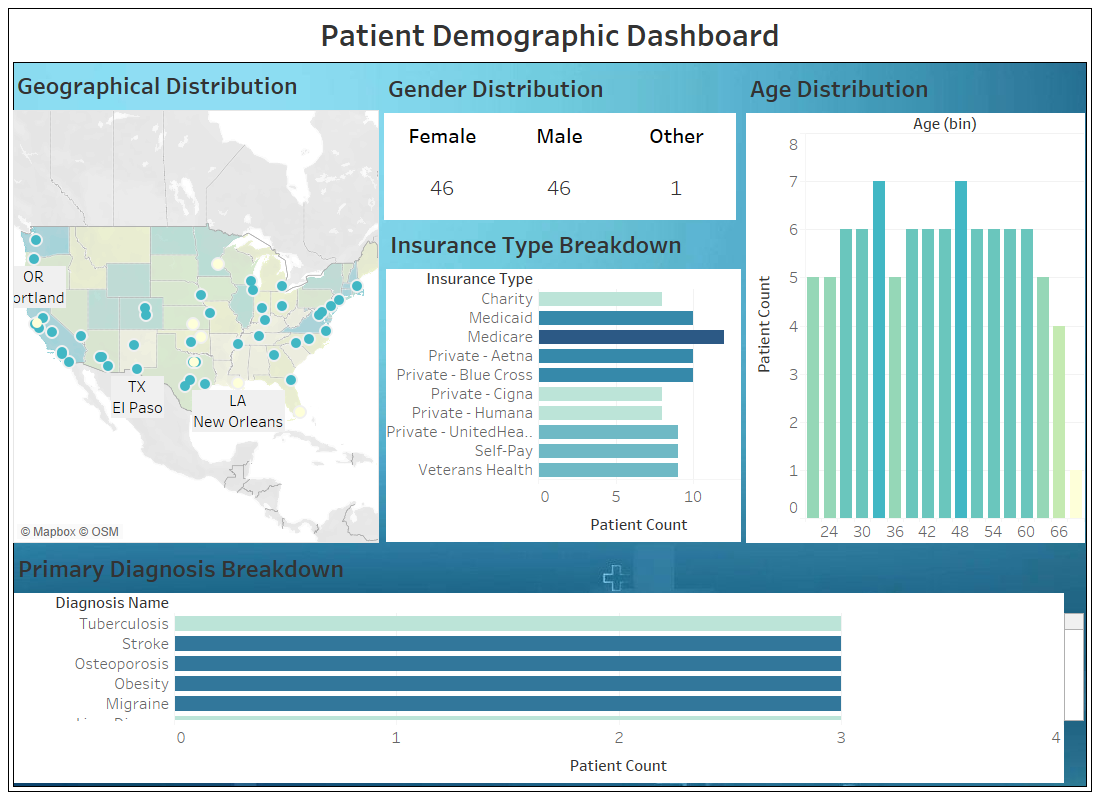 Patient Demographic Dashboard
Geographical Distribution
OR
ortland
TX
El Paso
LA
New Orleans
© Mapbox © OSM
Gender Distribution
Female Male Other
46 46 1
Insurance Type Breakdown
Insurance Type
Charity
Medicaid
Medicare
Private - Aetna
Private - Blue Cross
Private - Cigna
Private - Humana
Private - UnitedHea..
Self-Pay
Veterans Health
0 5 10
Patient Count
Age Distribution
Age (bin)
8
7
6
5
4
3
2
1
0
Patient Count
24 30 36 42 48 54 60 66
Primary Diagnosis Breakdown
Diagnosis Name
Tuberculosis
Stroke
Osteoporosis
Obesity
Migraine
0 1 2 3 4
Patient Count